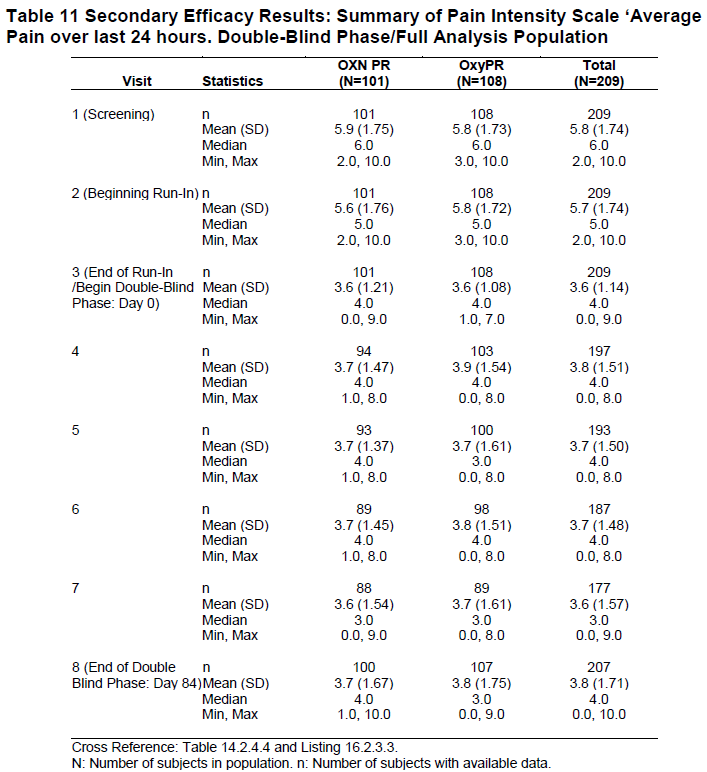 Table 11 Secondary Efficacy Results: Summary of Pain Intensity Scale ‘Average
Pain over last 24 hours. Double-Blind Phase/Full Analysis Population
OXN PR OxyPR Total
Visit Statistics (N=101) (N=108) (N=209)
1 (Screening) n 101 108 209
Mean (SD) 5.9 (1.75) 5.8 (1.73) 5.8 (1.74)
Median 6.0 6.0 6.0
Min, Max 2.0, 10.0 3.0, 10.0 2.0, 10.0
2 (Beginning Run-In) n 101 108 209
Mean (SD) 5.6 (1.76) 5.8 (1.72) 5.7 (1.74)
Median 5.0 5.0 5.0
Min, Max 2.0, 10.0 3.0, 10.0 2.0, 10.0
3 (End of Run-In n 101 108 209
/Begin Double-Blind Mean (SD) 3.6 (1.21) 3.6 (1.08) 3.6 (1.14)
Phase: Day 0) Median 4.0 4.0 4.0
Min, Max 0.0, 9.0 1.0, 7.0 0.0, 9.0
4 n 94 103 197
Mean (SD) 3.7 (1.47) 3.9 (1.54) 3.8 (1.51)
Median 4.0 4.0 4.0
Min, Max 1.0, 8.0 0.0, 8.0 0.0, 8.0
5 n 93 100 193
Mean (SD) 3.7 (1.37) 3.7 (1.61) 3.7 (1.50)
Median 4.0 3.0 4.0
Min, Max 1.0, 8.0 0.0, 8.0 0.0, 8.0
6 n 89 98 187
Mean (SD) 3.7 (1.45) 3.8 (1.51) 3.7 (1.48)
Median 4.0 4.0 4.0
Min, Max 1.0, 8.0 0.0, 8.0 0.0, 8.0
7 n 88 89 177
Mean (SD) 3.6 (1.54) 3.7 (1.61) 3.6 (1.57)
Median 3.0 3.0 3.0
Min, Max 0.0, 9.0 0.0, 8.0 0.0, 9.0
8 (End of Double n 100 107 207
Blind Phase: Day 84) Mean (SD) 3.7 (1.67) 3.8 (1.75) 3.8 (1.71)
Median 4.0 3.0 4.0
Min, Max 1.0, 10.0 0.0, 9.0 0.0, 10.0
Cross Reference: Table 14.2.4.4 and Listing 16.2.3.3.
N: Number of subjects in population. n: Number of subjects with available data.